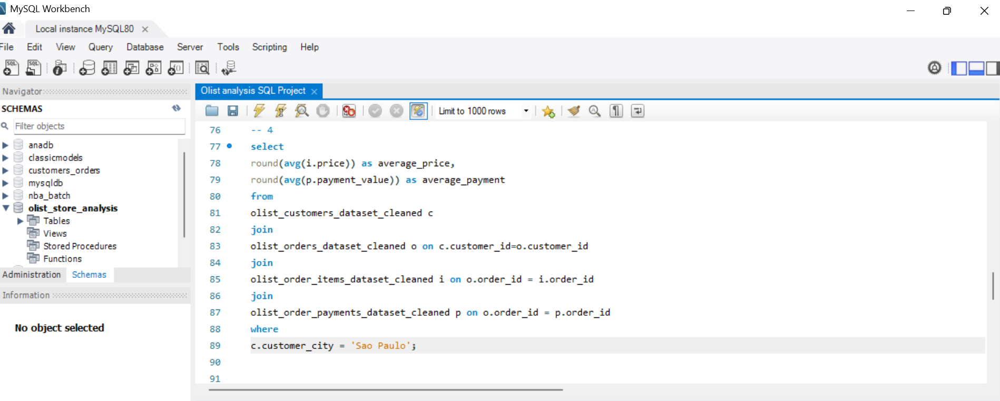 MySQL Workbench
Local instance MySQL80
File Edit View Query Database Server Tools Scripting Help
SQL SQL
Navigator
SCHEMAS
Filter objects
anadb
classicmodels
customers_orders
mysqldb
nba_batch
olist_store_analysis
Tables
Views
Stored Procedures
Functions
Administration Schemas
Information
No object selected
Olist analysis SQL Project
Limit to 1000 rows
76 -- 4
77 select
78 round(avg(i.price)) as average_price,
79 round(avg(p.payment_value)) as average_payment
80 from
81 olist_customers_dataset_cleaned c
82 join
83 olist_orders_dataset_cleaned o on c.customer_id=o.customer_id
84 join
85 olist_order_items_dataset_cleaned i on o.order_id = i.order_id
86 join
87 olist_order_payments_dataset_cleaned p on o.order_id = p.order_id
88 where
89 c.customer_city = 'Sao Paulo';
90
91